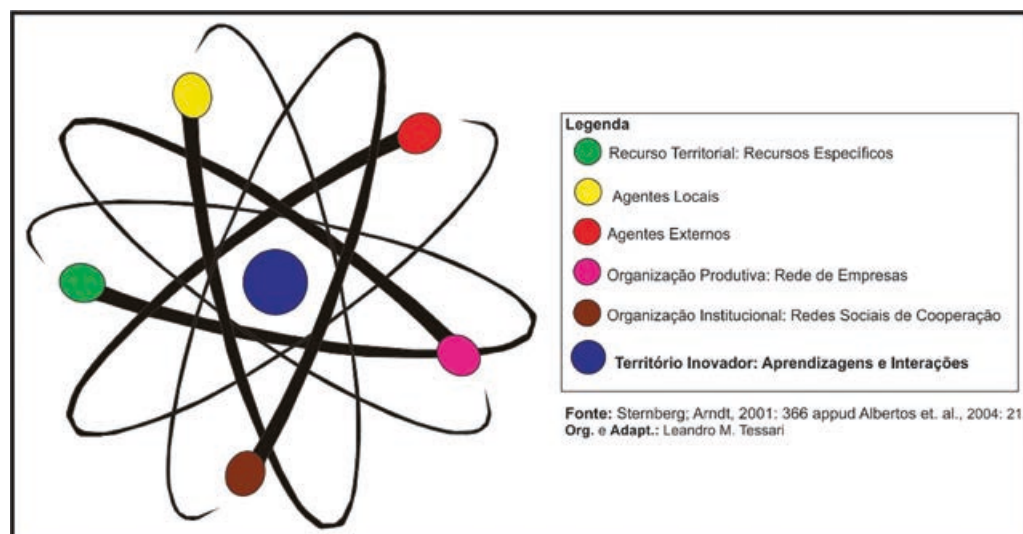 Legenda
Recurso Territorial: Recursos Específicos
Agentes Locais
Agentes Externos
Organização Produtiva: Rede de Empresas
Organização Institucional: Redes Sociais de Cooperação
Território Inovador: Aprendizagens e Interações
Fonte: Sternberg; Arndt, 2001: 366 appud Albertos et. al., 2004: 21
Org. e Adapt.: Leandro M. Tessari